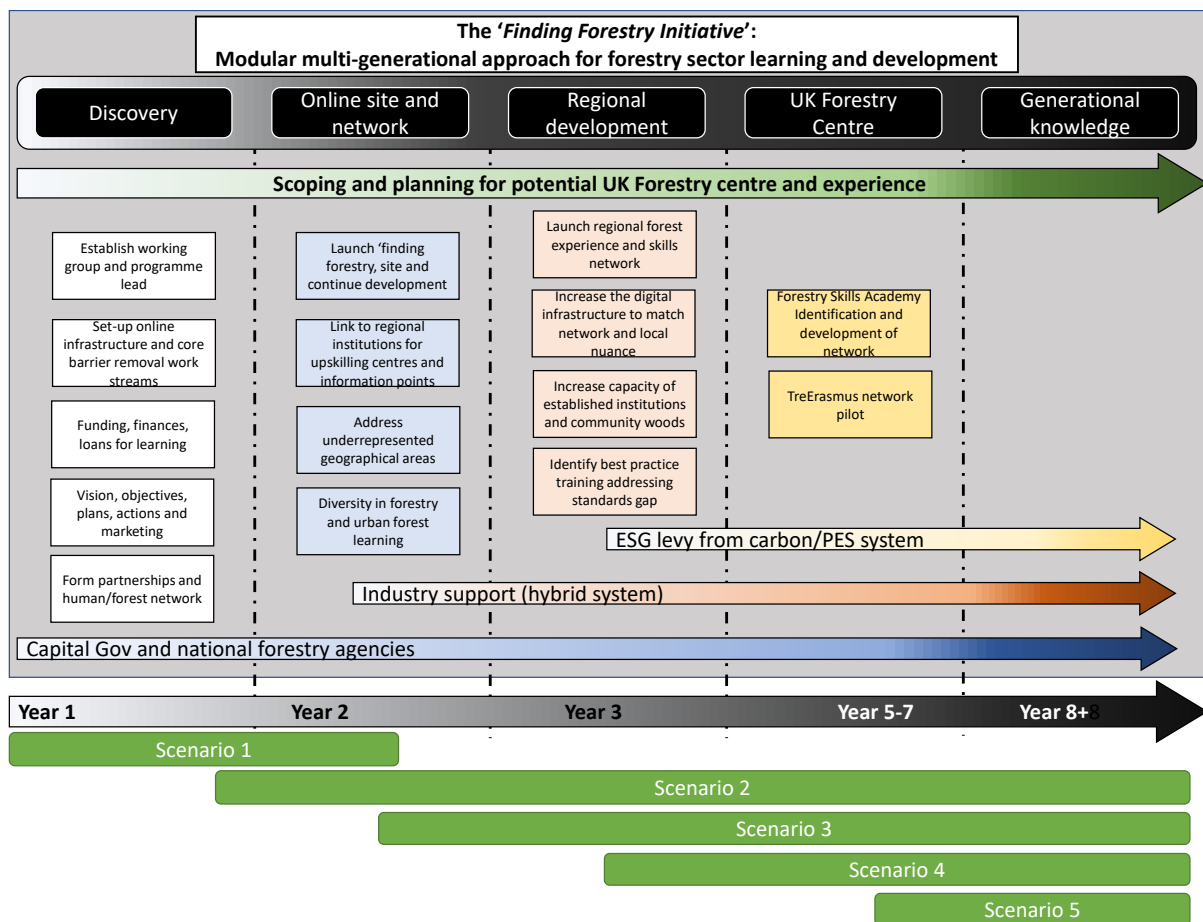 The ‘Finding Forestry Initiative’:
Modular multi-generational approach for forestry sector learning and development
Discovery
Online site and
network
Regional
development
UK Forestry
Centre
Generational
knowledge
Scoping and planning for potential UK Forestry centre and experience
Establish working
group and programme
lead
Set-up online
infrastructure and core
barrier removal work
streams
Funding, finances,
loans for learning
Vision, objectives,
plans, actions and
marketing
Form partnerships and
human/forest network
Launch ‘finding
forestry, site and
continue development
Link to regional
institutions for
upskilling centres and
information points
Address
underrepresented
geographical areas
Diversity in forestry
and urban forest
learning
Launch regional forest
experience and skills
network
Increase the digital
infrastructure to match
network and local
nuance
Increase capacity of
established institutions
and community woods
Identify best practice
training addressing
standards gap
Forestry Skills Academy
Identification and
development of
network
TreErasmus network
pilot
ESG levy from carbon/PES system
Industry support (hybrid system)
Capital Gov and national forestry agencies
Year 1
Year 2
Year 3
Year 5-7
Year 8+8
Scenario 1
Scenario 2
Scenario 3
Scenario 4
Scenario 5